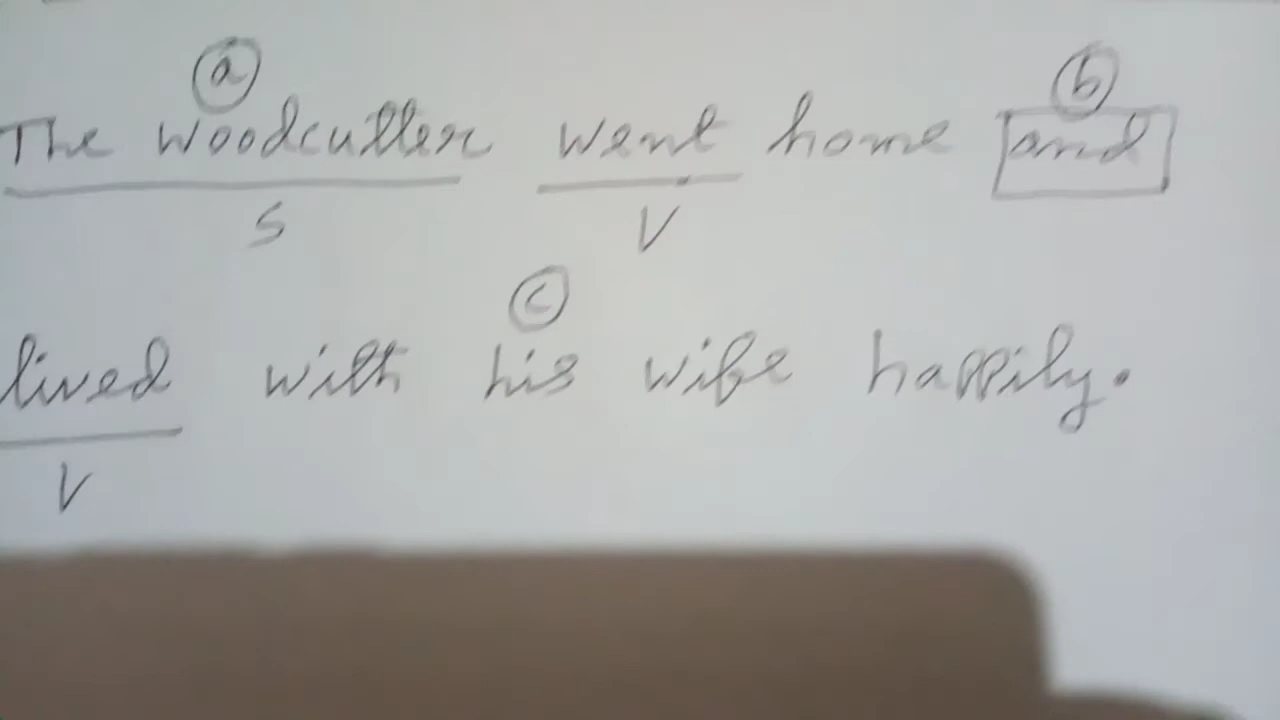 ⓐ ⓑ
The woodcutter went home and
S V
ⓒ
lived with his wife happily.
V